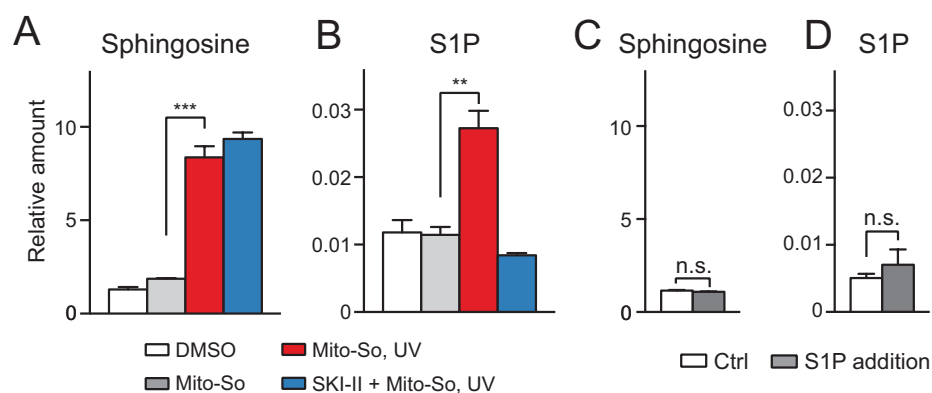 A
Sphingosine
B
S1P
C
Sphingosine
D
S1P
Relative amount
10
5
0
***
0.03
0.02
0.01
0
**
10
5
0
n.s.
0.03
0.02
0.01
0
n.s.
DMSO
Mito-So, UV
Mito-So
SKI-II + Mito-So, UV
Ctrl
S1P addition